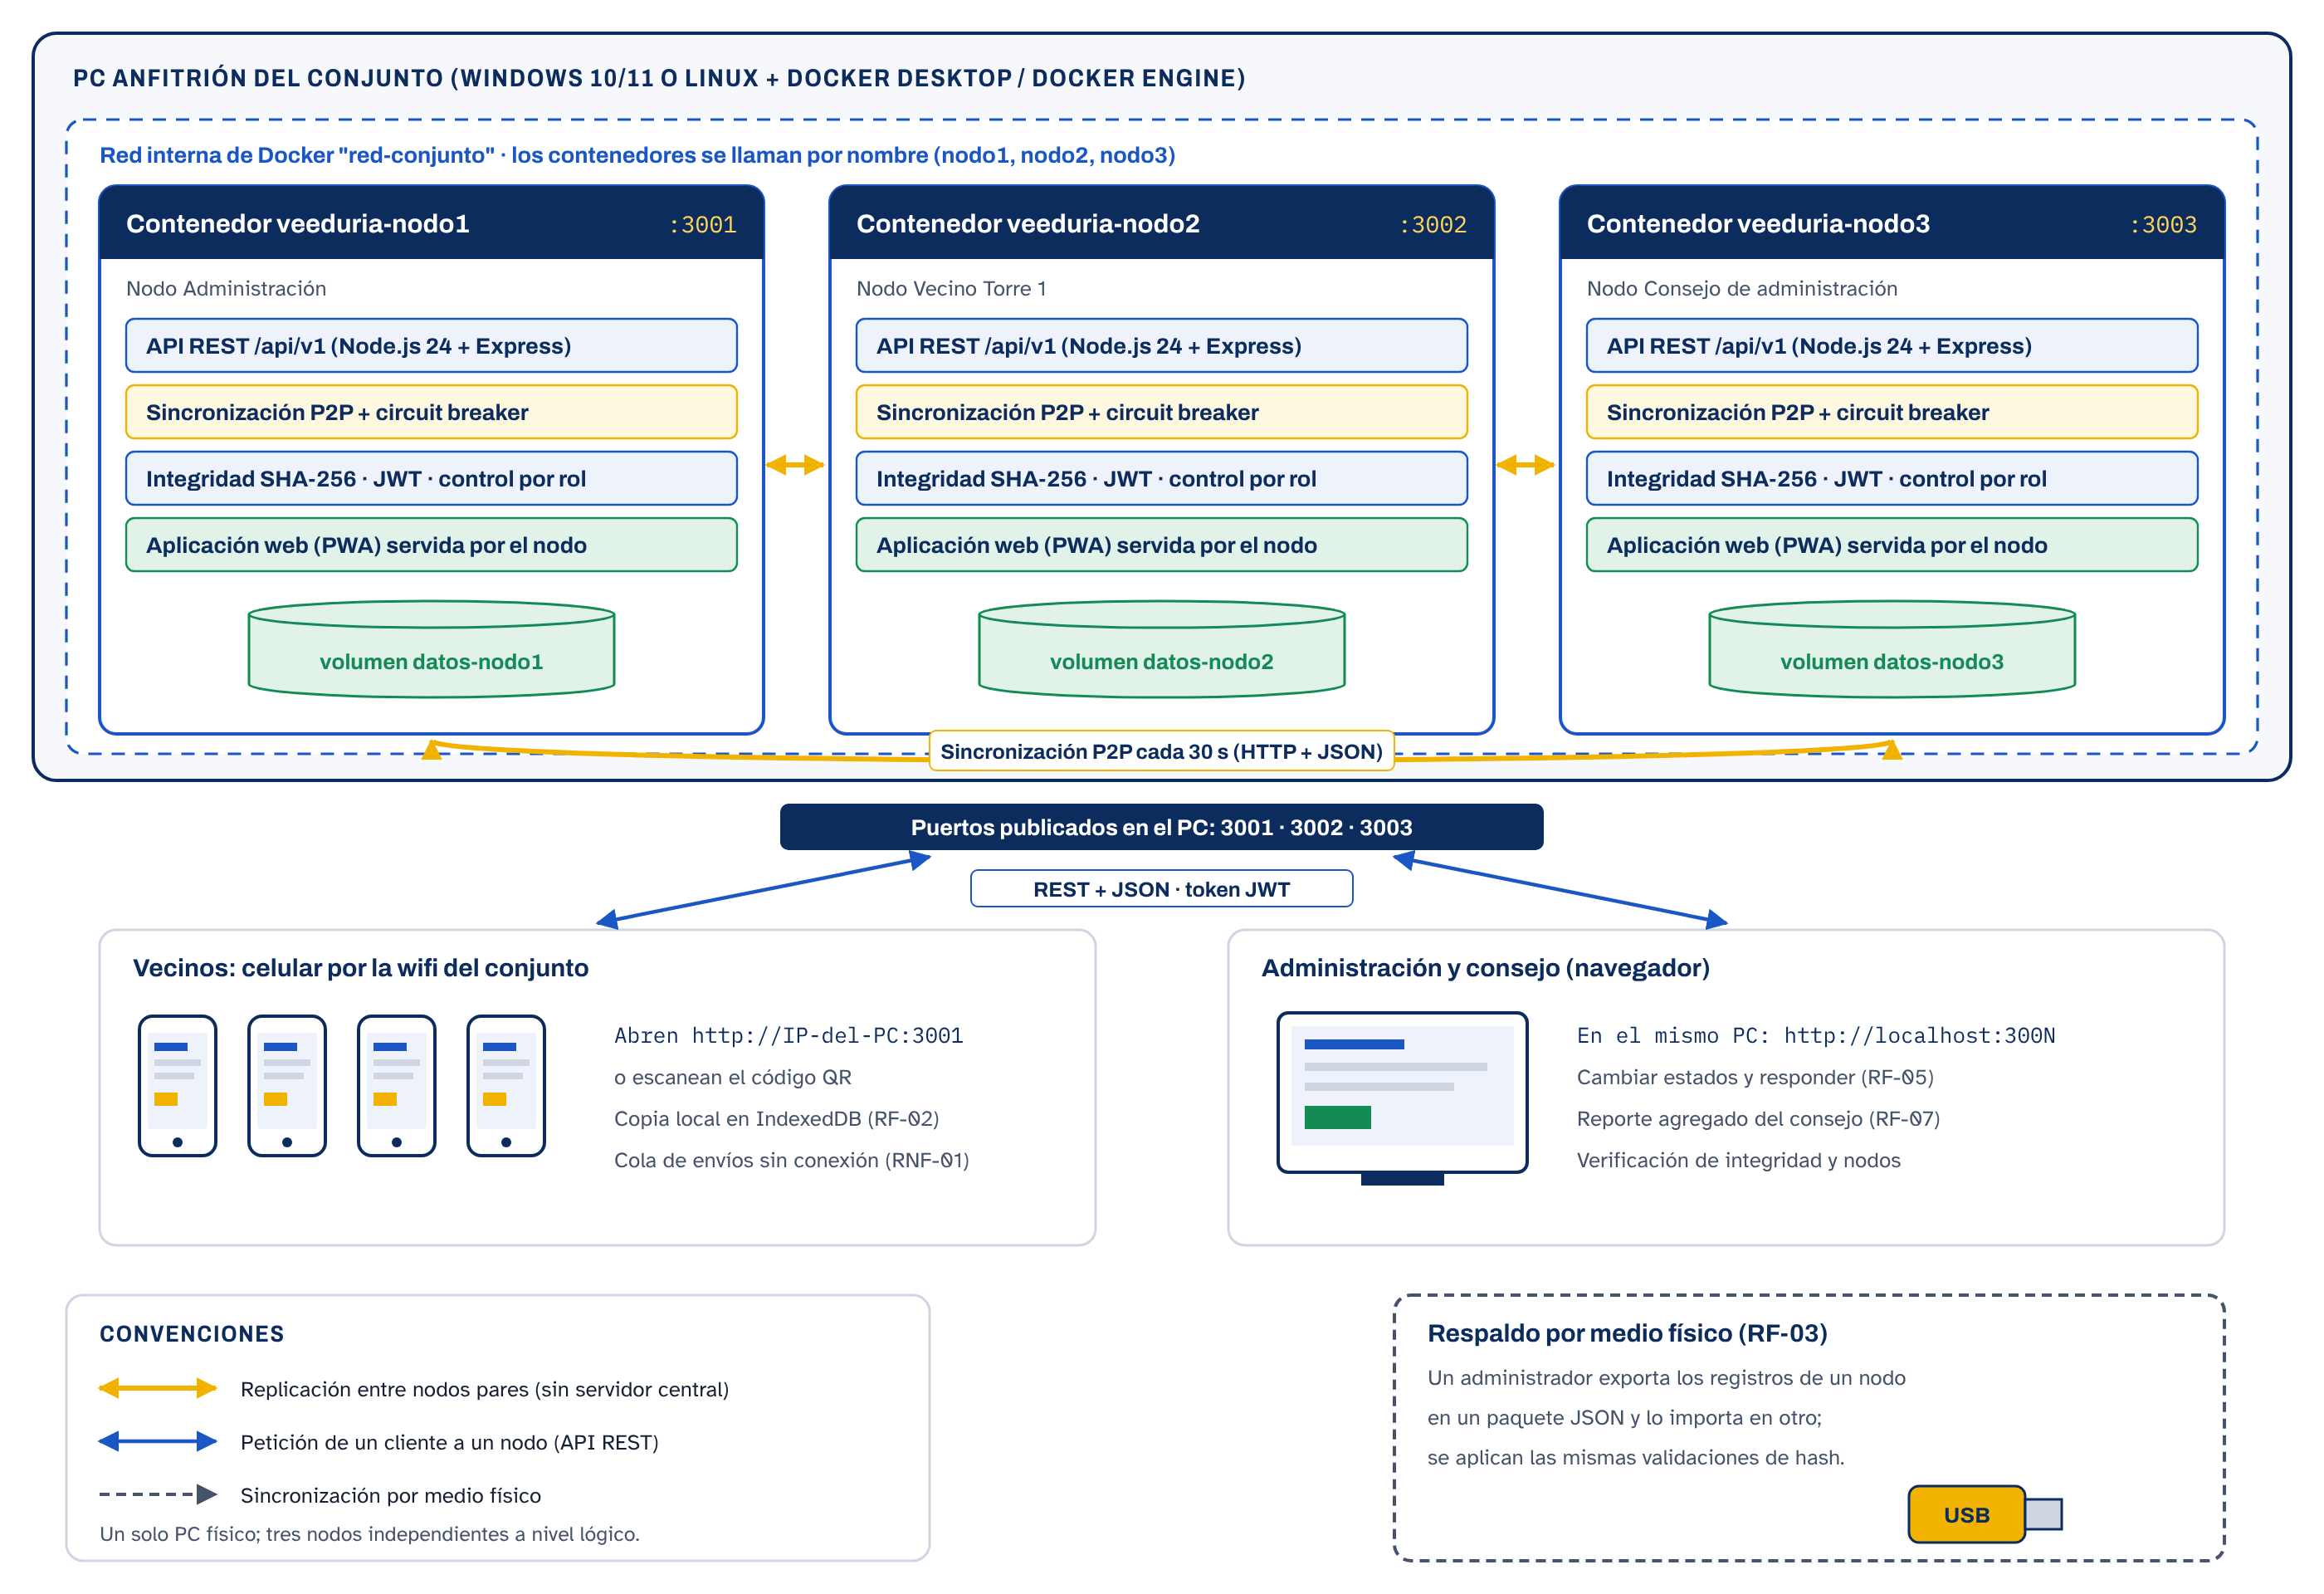 PC ANFITRIÓN DEL CONJUNTO (WINDOWS 10/11 O LINUX + DOCKER DESKTOP / DOCKER ENGINE)
Red interna de Docker "red-conjunto" · los contenedores se llaman por nombre (nodo1, nodo2, nodo3)
Contenedor veeduria-nodo1 :3001
Nodo Administración
API REST /api/v1 (Node.js 24 + Express)
Sincronización P2P + circuit breaker
Integridad SHA-256 · JWT · control por rol
Aplicación web (PWA) servida por el nodo
volumen datos-nodo1
Contenedor veeduria-nodo2 :3002
Nodo Vecino Torre 1
API REST /api/v1 (Node.js 24 + Express)
Sincronización P2P + circuit breaker
Integridad SHA-256 · JWT · control por rol
Aplicación web (PWA) servida por el nodo
volumen datos-nodo2
Contenedor veeduria-nodo3 :3003
Nodo Consejo de administración
API REST /api/v1 (Node.js 24 + Express)
Sincronización P2P + circuit breaker
Integridad SHA-256 · JWT · control por rol
Aplicación web (PWA) servida por el nodo
volumen datos-nodo3
Sincronización P2P cada 30 s (HTTP + JSON)
Puertos publicados en el PC: 3001 · 3002 · 3003
REST + JSON · token JWT
Vecinos: celular por la wifi del conjunto
Abren http://IP-del-PC:3001
o escanean el código QR
Copia local en IndexedDB (RF-02)
Cola de envíos sin conexión (RNF-01)
Administración y consejo (navegador)
En el mismo PC: http://localhost:300N
Cambiar estados y responder (RF-05)
Reporte agregado del consejo (RF-07)
Verificación de integridad y nodos
CONVENCIONES
Replicación entre nodos pares (sin servidor central)
Petición de un cliente a un nodo (API REST)
Sincronización por medio físico
Un solo PC físico; tres nodos independientes a nivel lógico.
Respaldo por medio físico (RF-03)
Un administrador exporta los registros de un nodo
en un paquete JSON y lo importa en otro;
se aplican las mismas validaciones de hash.
USB